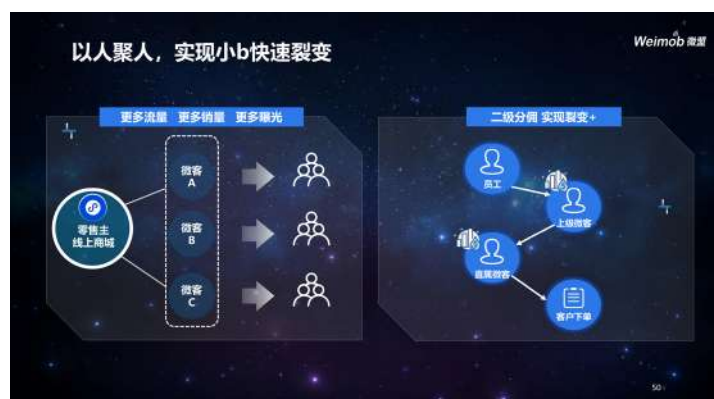 以人聚人，实现小b快速裂变
Weimob 微盟
更多流量 更多销量 更多曝光
零售主
线上商城
微客
A
微客
B
微客
C
二级分佣 实现裂变+
员工
上级微客
直属微客
客户下单
50